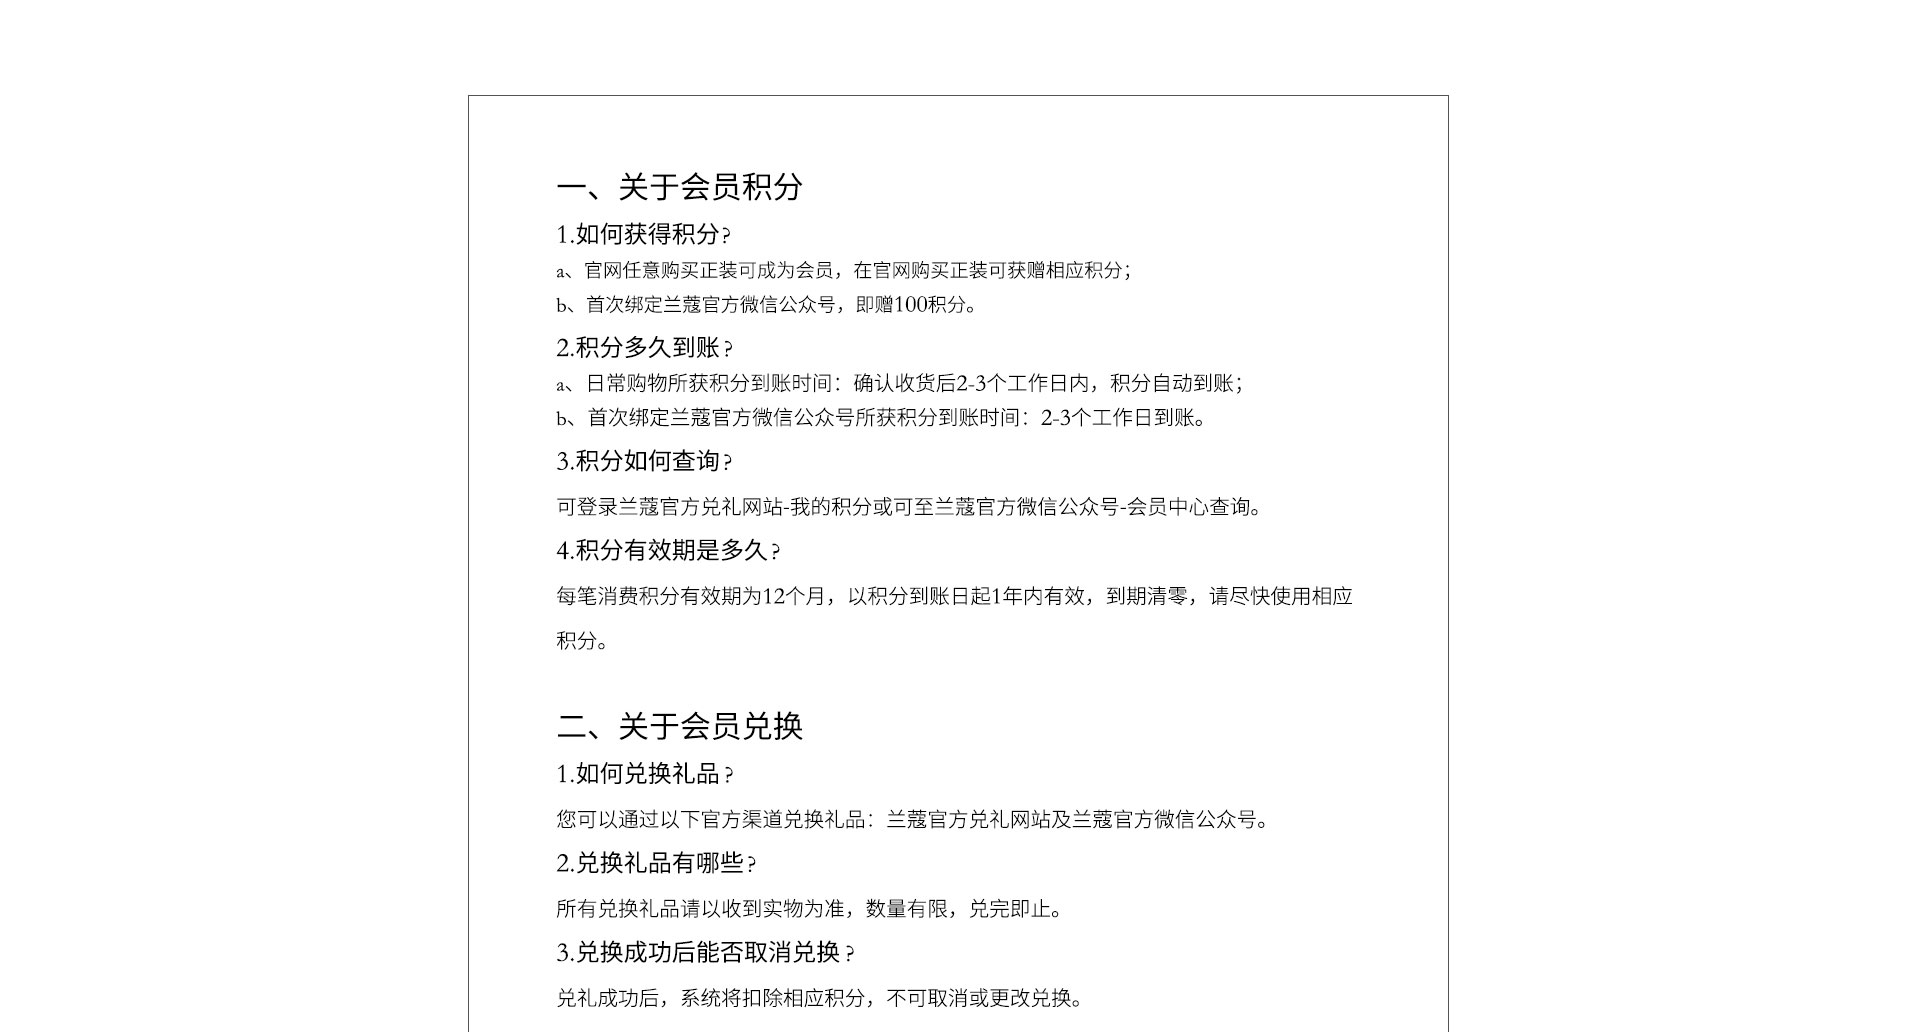 一、关于会员积分
1.如何获得积分?
a、官网任意购买正装可成为会员，在官网购买正装可获赠相应积分；
b、首次绑定兰蔻官方微信公众号，即赠100积分。
2.积分多久到账?
a、日常购物所获积分到账时间：确认收货后2-3个工作日内，积分自动到账；
b、首次绑定兰蔻官方微信公众号所获积分到账时间：2-3个工作日到账。
3.积分如何查询?
可登录兰蔻官方兑礼网站-我的积分或可至兰蔻官方微信公众号-会员中心查询。
4.积分有效期是多久?
每笔消费积分有效期为12个月，以积分到账日起1年内有效，到期清零，请尽快使用相应
积分。
二、关于会员兑换
1.如何兑换礼品?
您可以通过以下官方渠道兑换礼品：兰蔻官方兑礼网站及兰蔻官方微信公众号。
2.兑换礼品有哪些?
所有兑换礼品请以收到实物为准，数量有限，兑完即止。
3.兑换成功后能否取消兑换?
兑礼成功后，系统将扣除相应积分，不可取消或更改兑换。